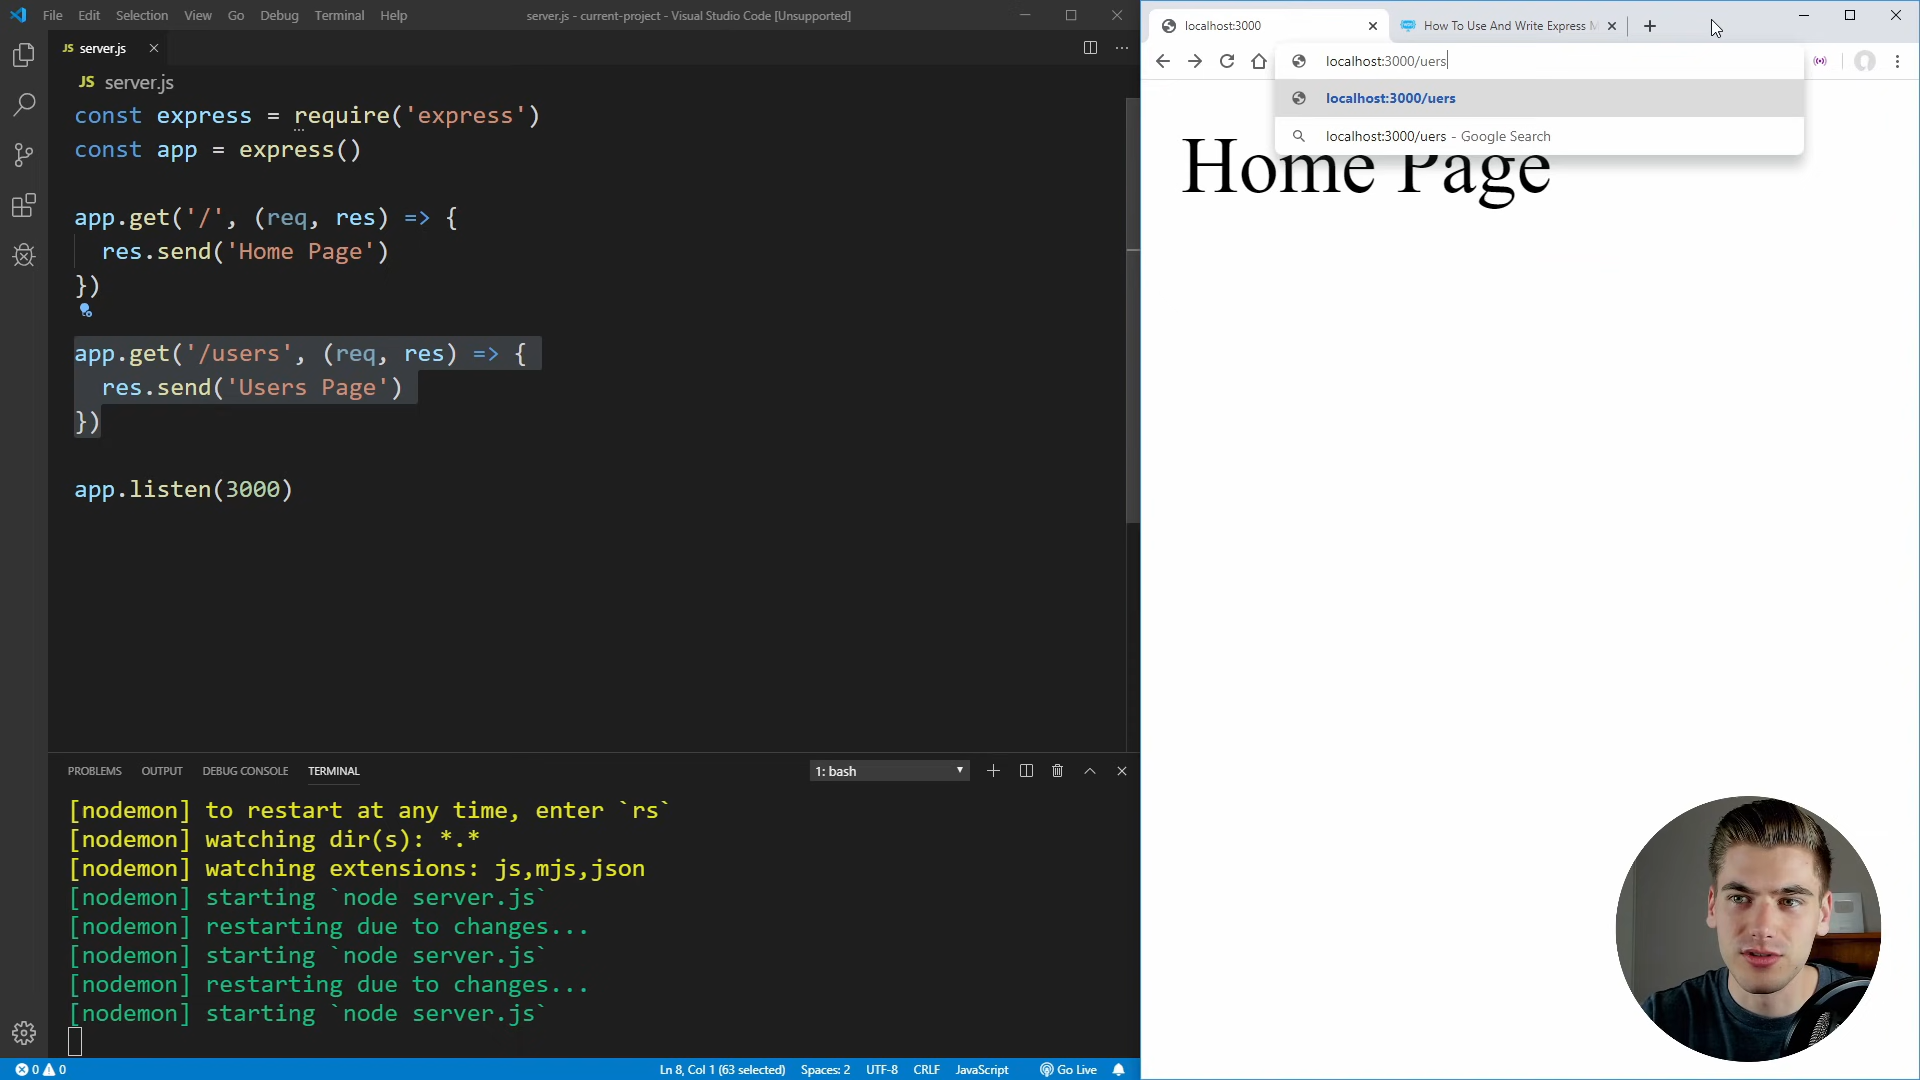 File Edit Selection View Go Debug Terminal Help
server.js - current-project - Visual Studio Code [Unsupported]
JS server.js
JS server.js
const express = require('express')
const app = express()
app.get('/', (req, res) => {
res.send('Home Page')
})
app.get('/users', (req, res) => {
res.send('Users Page')
})
app.listen(3000)
PROBLEMS OUTPUT DEBUG CONSOLE TERMINAL
1: bash
[nodemon] to restart at any time, enter `rs`
[nodemon] watching dir(s): *.*
[nodemon] watching extensions: js,mjs,json
[nodemon] starting `node server.js`
[nodemon] restarting due to changes...
[nodemon] starting `node server.js`
[nodemon] restarting due to changes...
[nodemon] starting `node server.js`
0 0
Ln 8, Col 1 (63 selected) Spaces: 2 UTF-8 CRLF JavaScript Go Live
localhost:3000
How To Use And Write Express
localhost:3000/uers
localhost:3000/uers
localhost:3000/uers - Google Search
Home Page